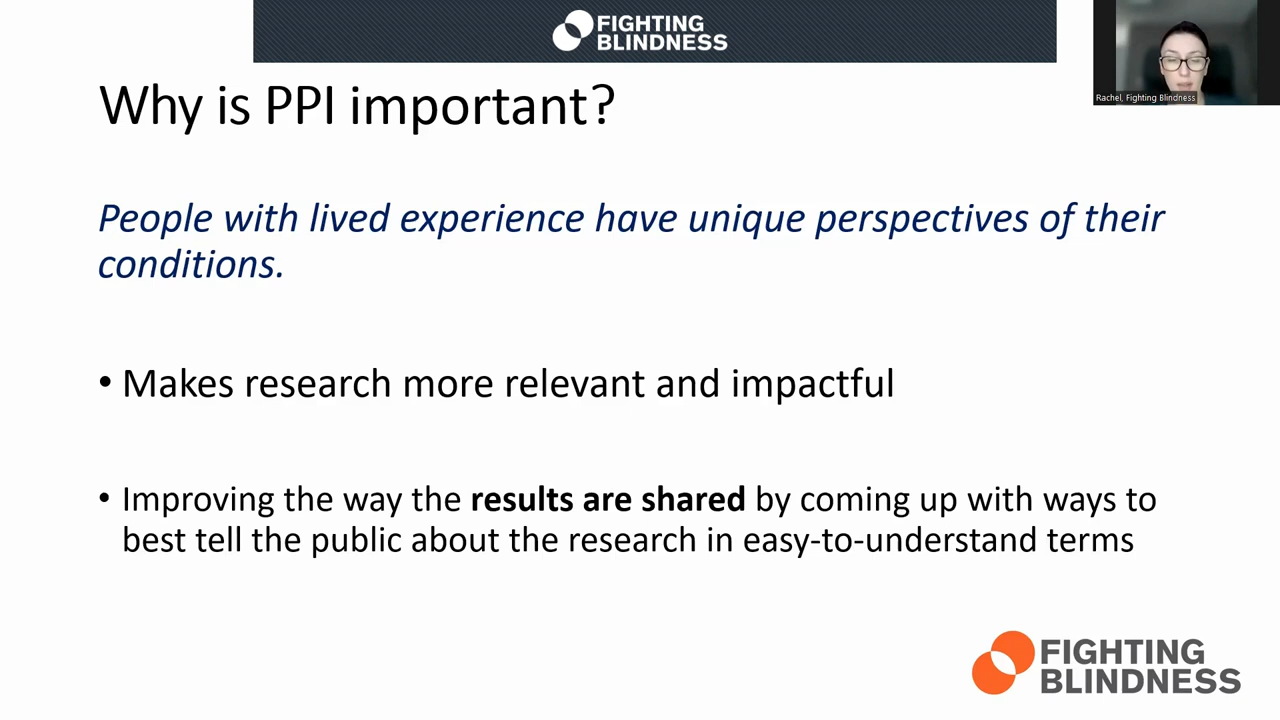 FIGHTING
BLINDNESS
Rachel, Fighting Blindness
Why is PPI important?
People with lived experience have unique perspectives of their
conditions.
• Makes research more relevant and impactful
• Improving the way the results are shared by coming up with ways to
best tell the public about the research in easy-to-understand terms
FIGHTING
BLINDNESS